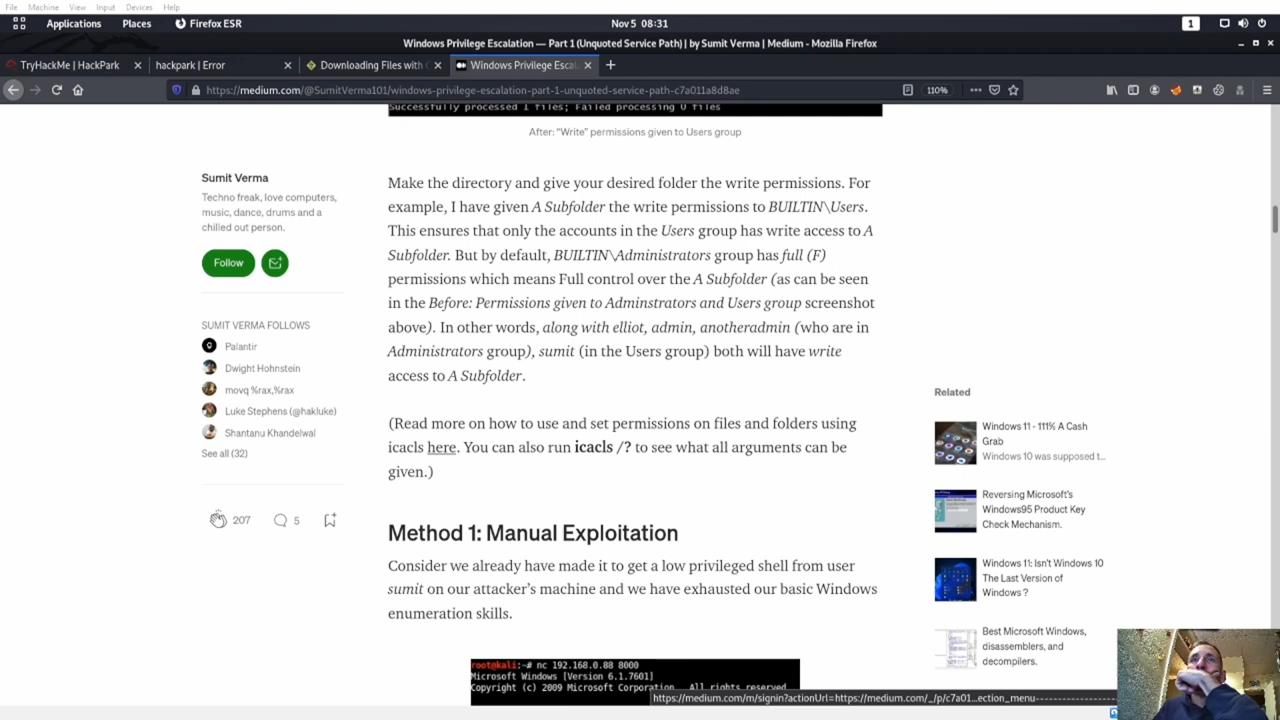 File Machine View Input Devices Help
Applications Places Firefox ESR Nov 5 08:31 1
Windows Privilege Escalation — Part 1 (Unquoted Service Path) | by Sumit Verma | Medium - Mozilla Firefox
TryHackMe | HackPark hackpark | Error Downloading Files with C Windows Privilege Escal
https://medium.com/@SumitVerma101/windows-privilege-escalation-part-1-unquoted-service-path-c7a011a8d8ae 110%
Successfully processed 1 files; Failed processing 0 files
After: “Write” permissions given to Users group
Sumit Verma
Techno freak, love computers,
music, dance, drums and a
chilled out person.
Follow
SUMIT VERMA FOLLOWS
Palantir
Dwight Hohnstein
movq %rax,%rax
Luke Stephens (@hakluke)
Shantanu Khandelwal
See all (32)
207 5
Make the directory and give your desired folder the write permissions. For
example, I have given A Subfolder the write permissions to BUILTIN\Users.
This ensures that only the accounts in the Users group has write access to A
Subfolder. But by default, BUILTIN\Administrators group has full (F)
permissions which means Full control over the A Subfolder (as can be seen
in the Before: Permissions given to Adminstrators and Users group screenshot
above). In other words, along with elliot, admin, anotheradmin (who are in
Administrators group), sumit (in the Users group) both will have write
access to A Subfolder.
(Read more on how to use and set permissions on files and folders using
icacls here. You can also run icacls /? to see what all arguments can be
given.)
Method 1: Manual Exploitation
Consider we already have made it to get a low privileged shell from user
sumit on our attacker’s machine and we have exhausted our basic Windows
enumeration skills.
root@kali:~# nc 192.168.0.88 8000
Microsoft Windows [Version 6.1.7601]
Copyright (c) 2009 Microsoft Corporation. All rights reserved
Related
Windows 11 - 111% A Cash
Grab
Windows 10 was supposed t…
Reversing Microsoft’s
Windows95 Product Key
Check Mechanism.
Windows 11: Isn’t Windows 10
The Last Version of
Windows ?
Best Microsoft Windows,
disassemblers, and
decompilers.
https://medium.com/m/signin?actionUrl=https://medium.com/_/p/c7a01…ection_menu